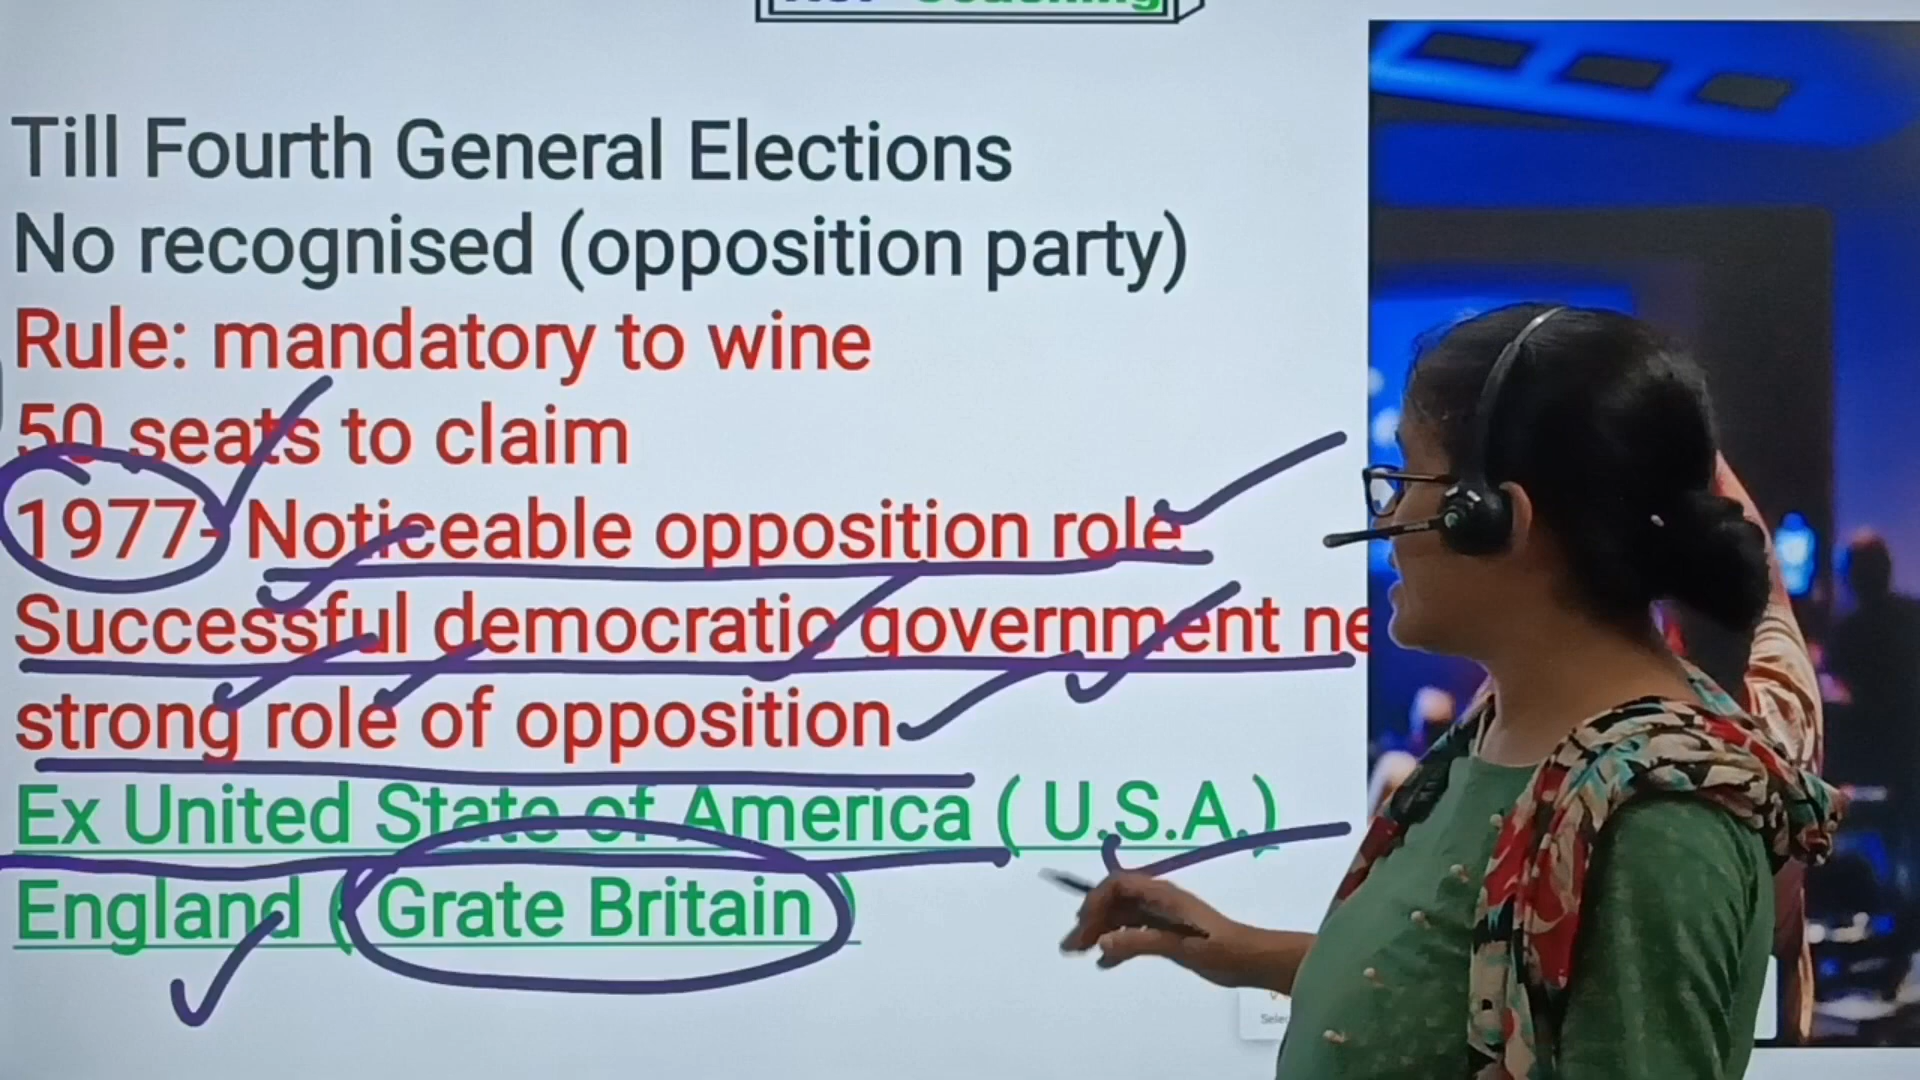 Coaching
Till Fourth General Elections
No recognised (opposition party)
Rule: mandatory to wine
50 seats to claim
1977- Noticeable opposition role
Successful democratic government
strong role of opposition
Ex United State of America ( U.S.A.)
England ( Grate Britain )